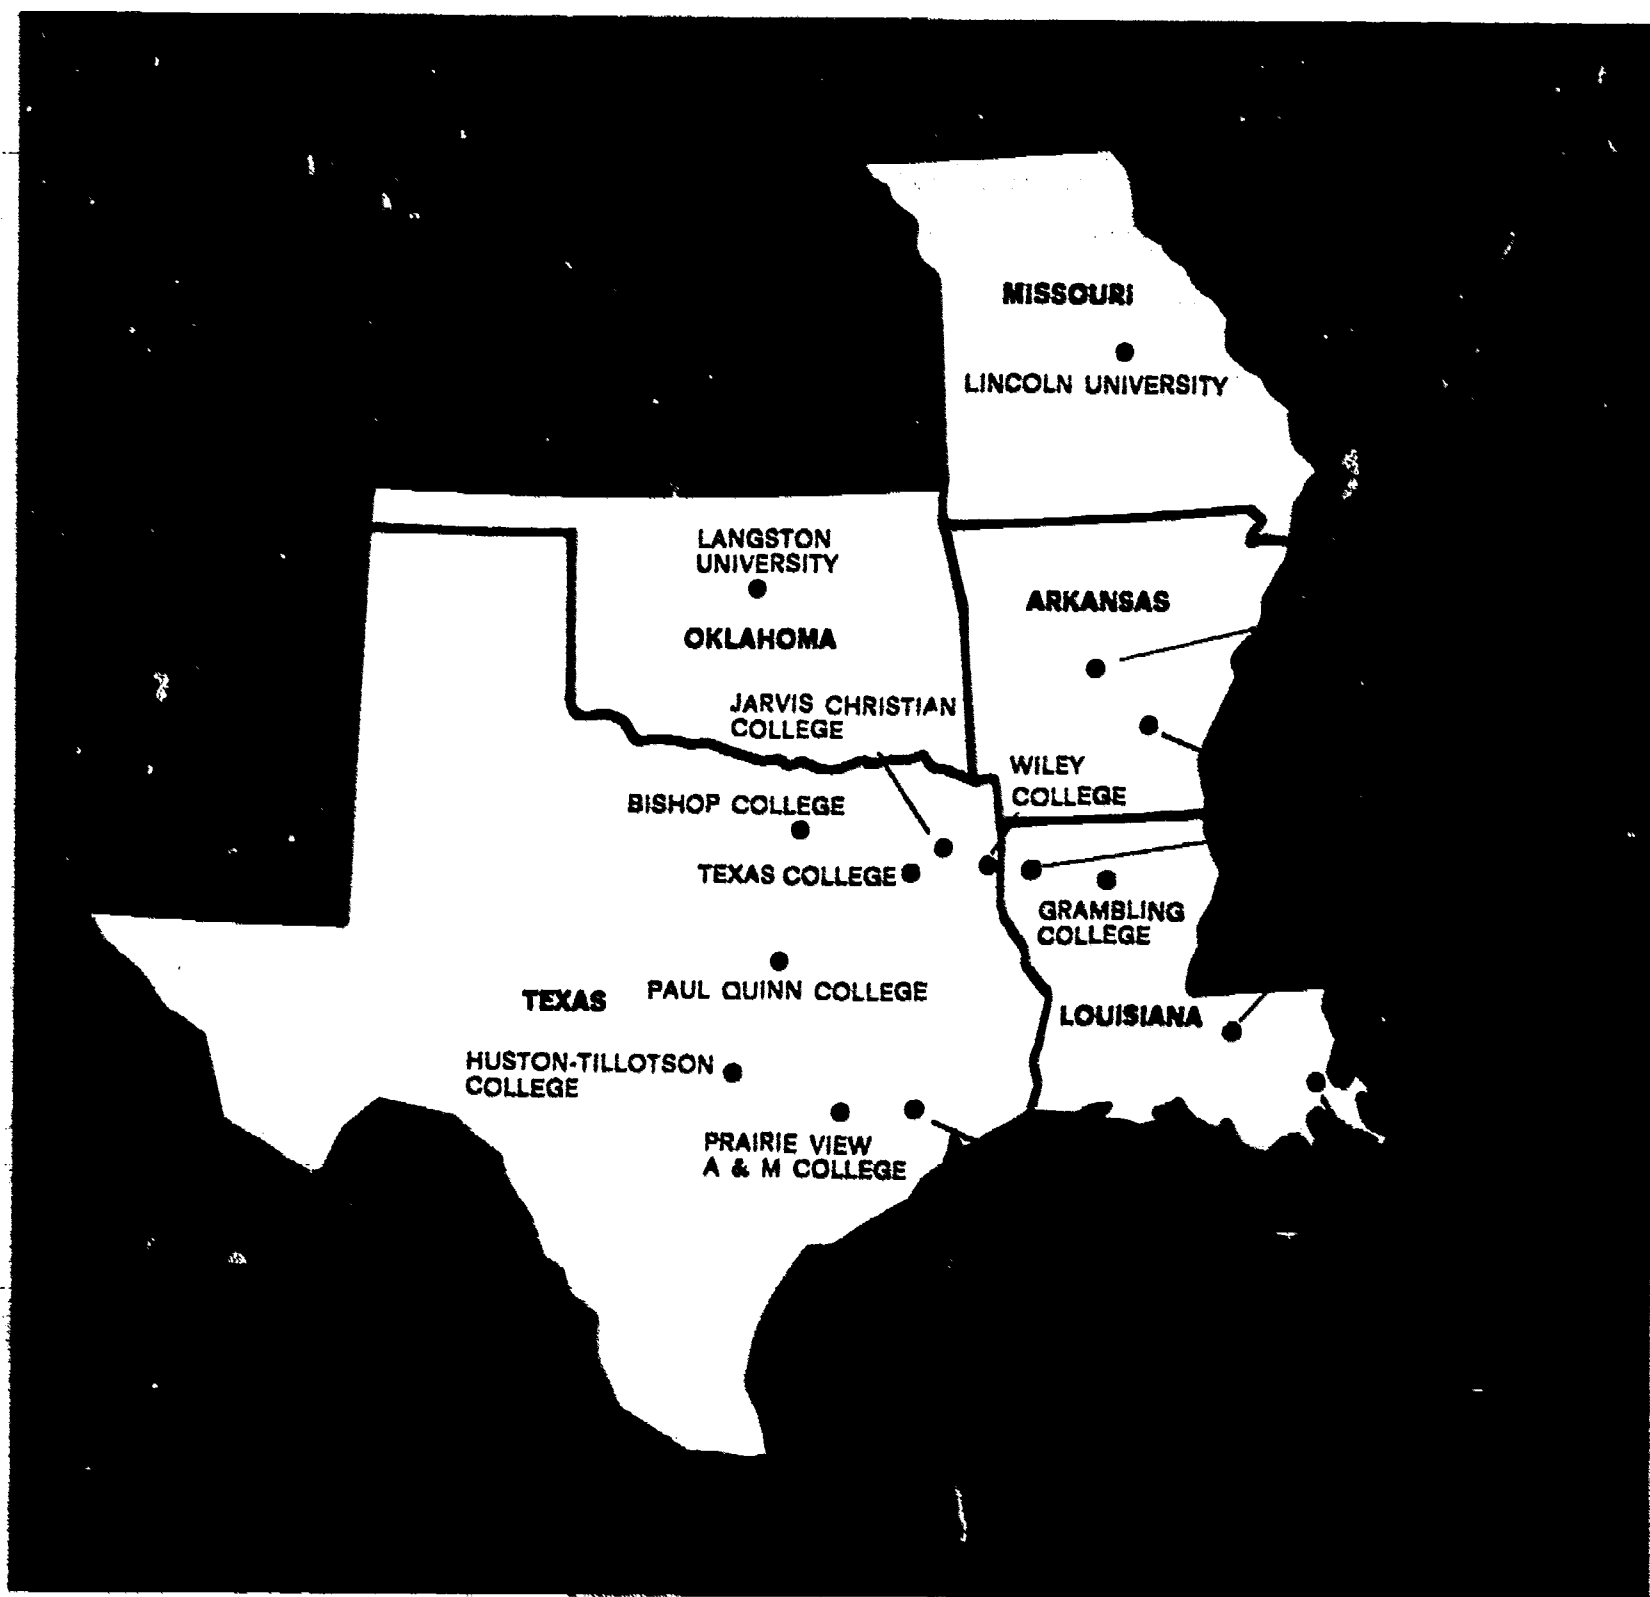 MISSOURI
LINCOLN UNIVERSITY
LANGSTON
UNIVERSITY
OKLAHOMA
ARKANSAS
JARVIS CHRISTIAN
COLLEGE
WILEY
COLLEGE
BISHOP COLLEGE
TEXAS COLLEGE
GRAMBLING
COLLEGE
TEXAS
PAUL QUINN COLLEGE
LOUISIANA
HUSTON-TILLOTSON
COLLEGE
PRAIRIE VIEW
A & M COLLEGE